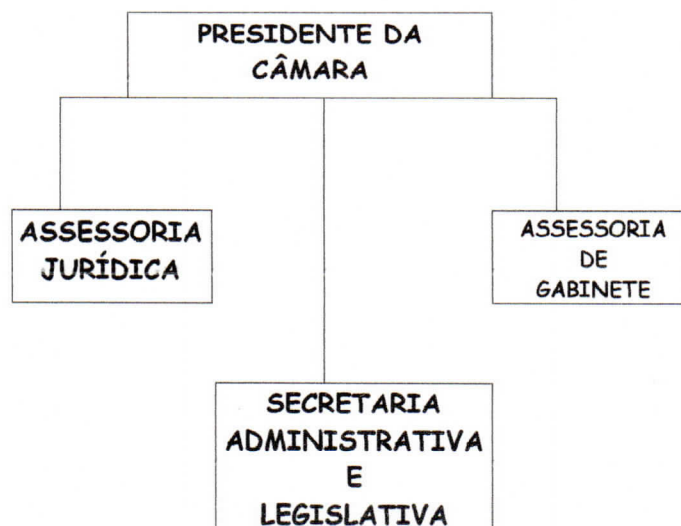 PRESIDENTE DA
CÂMARA
ASSESSORIA
JURÍDICA
ASSESSORIA
DE
GABINETE
SECRETARIA
ADMINISTRATIVA
E
LEGISLATIVA